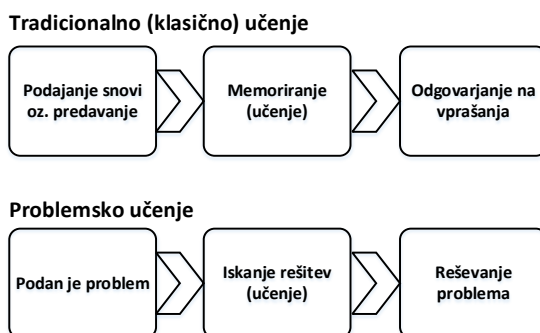 Tradicionalno (klasično) učenje
Podajanje snovi
oz. predavanje
Memoriranje
(učenje)
Odgovarjanje na
vprašanja
Problemsko učenje
Podan je problem
Iskanje rešitev
(učenje)
Reševanje
problema